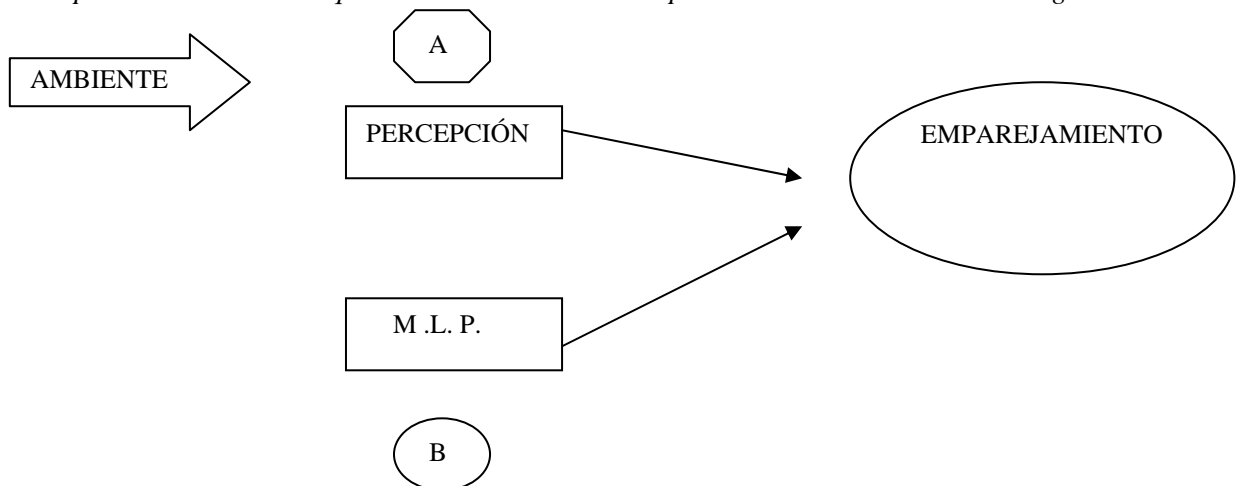 A
AMBIENTE
PERCEPCIÓN
EMPAREJAMIENTO
M .L. P.
B